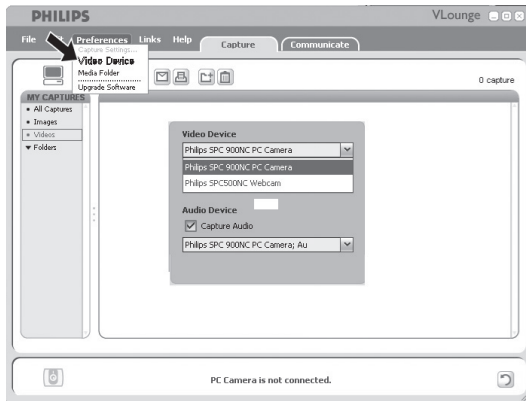 PHILIPS
VLounge
File
Preferences
Links
Help
Capture
Communicate
Capture Settings...
Video Device
Media Folder
Upgrade Software
0 capture
MY CAPTURES
All Captures
Images
Videos
Folders
Video Device
Philips SPC 900NC PC Camera
Philips SPC 900NC PC Camera
Philips SPC500NC Webcam
Audio Device
Capture Audio
Philips SPC 900NC PC Camera; Au
PC Camera is not connected.